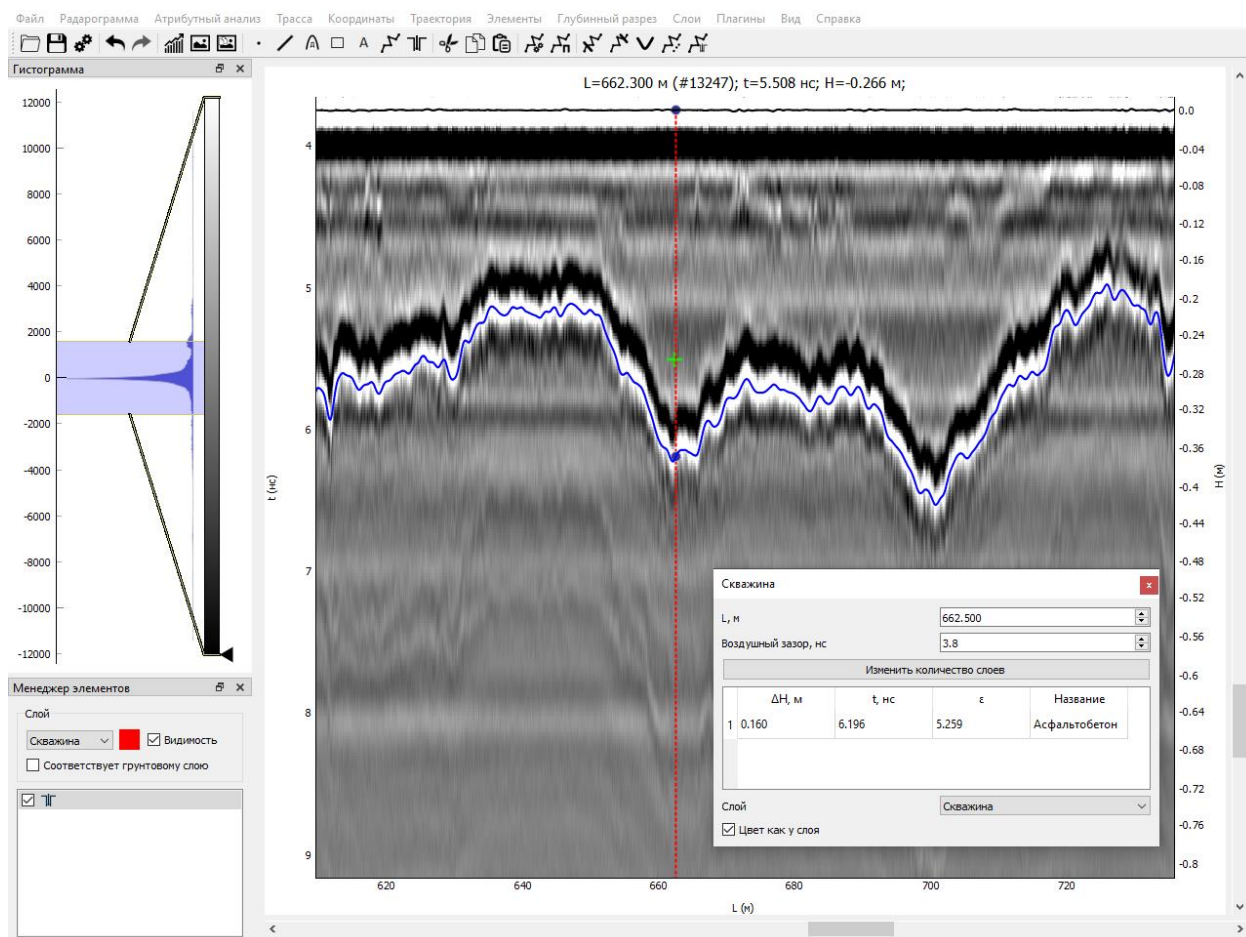 Файл Радарограмма Атрибутный анализ Трасса Координаты Траектория Элементы Глубинный разрез Слои Плагины Вид Справка
A
Гистограмма
12000
10000
8000
6000
4000
2000
0
-2000
-4000
-6000
-8000
-10000
-12000
Менеджер элементов
Слой
Скважина
Видимость
Соответствует грунтовому слою
L=662.300 м (#13247); t=5.508 нс; H=-0.266 м;
4
5
6
7
8
9
t (нс)
0.0
-0.04
-0.08
-0.12
-0.16
-0.2
-0.24
-0.28
-0.32
-0.36
-0.4
-0.44
-0.48
-0.52
-0.56
-0.6
-0.64
-0.68
-0.72
-0.76
-0.8
H (м)
620 640 660 680 700 720
L (м)
Скважина
L, м 662.500
Воздушный зазор, нс 3.8
Изменить количество слоев
ΔH, м t, нс ε Название
1 0.160 6.196 5.259 Асфальтобетон
Слой Скважина
Цвет как у слоя